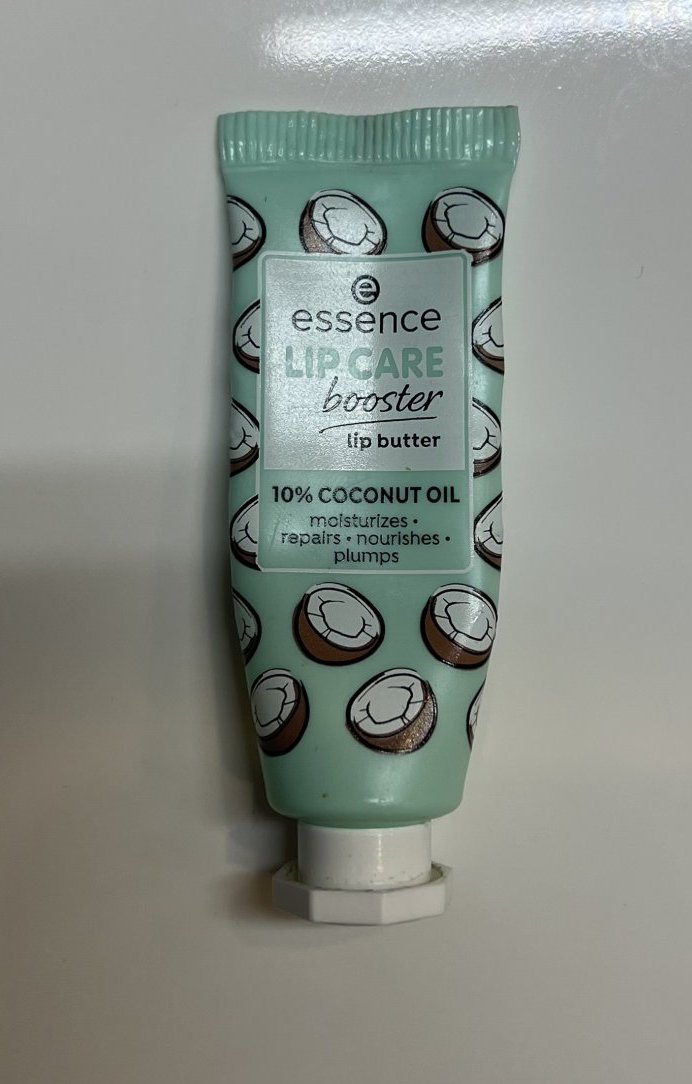 e
essence
LIP CARE
booster
lip butter
10% COCONUT OIL
moisturizes •
repairs • nourishes •
plumps